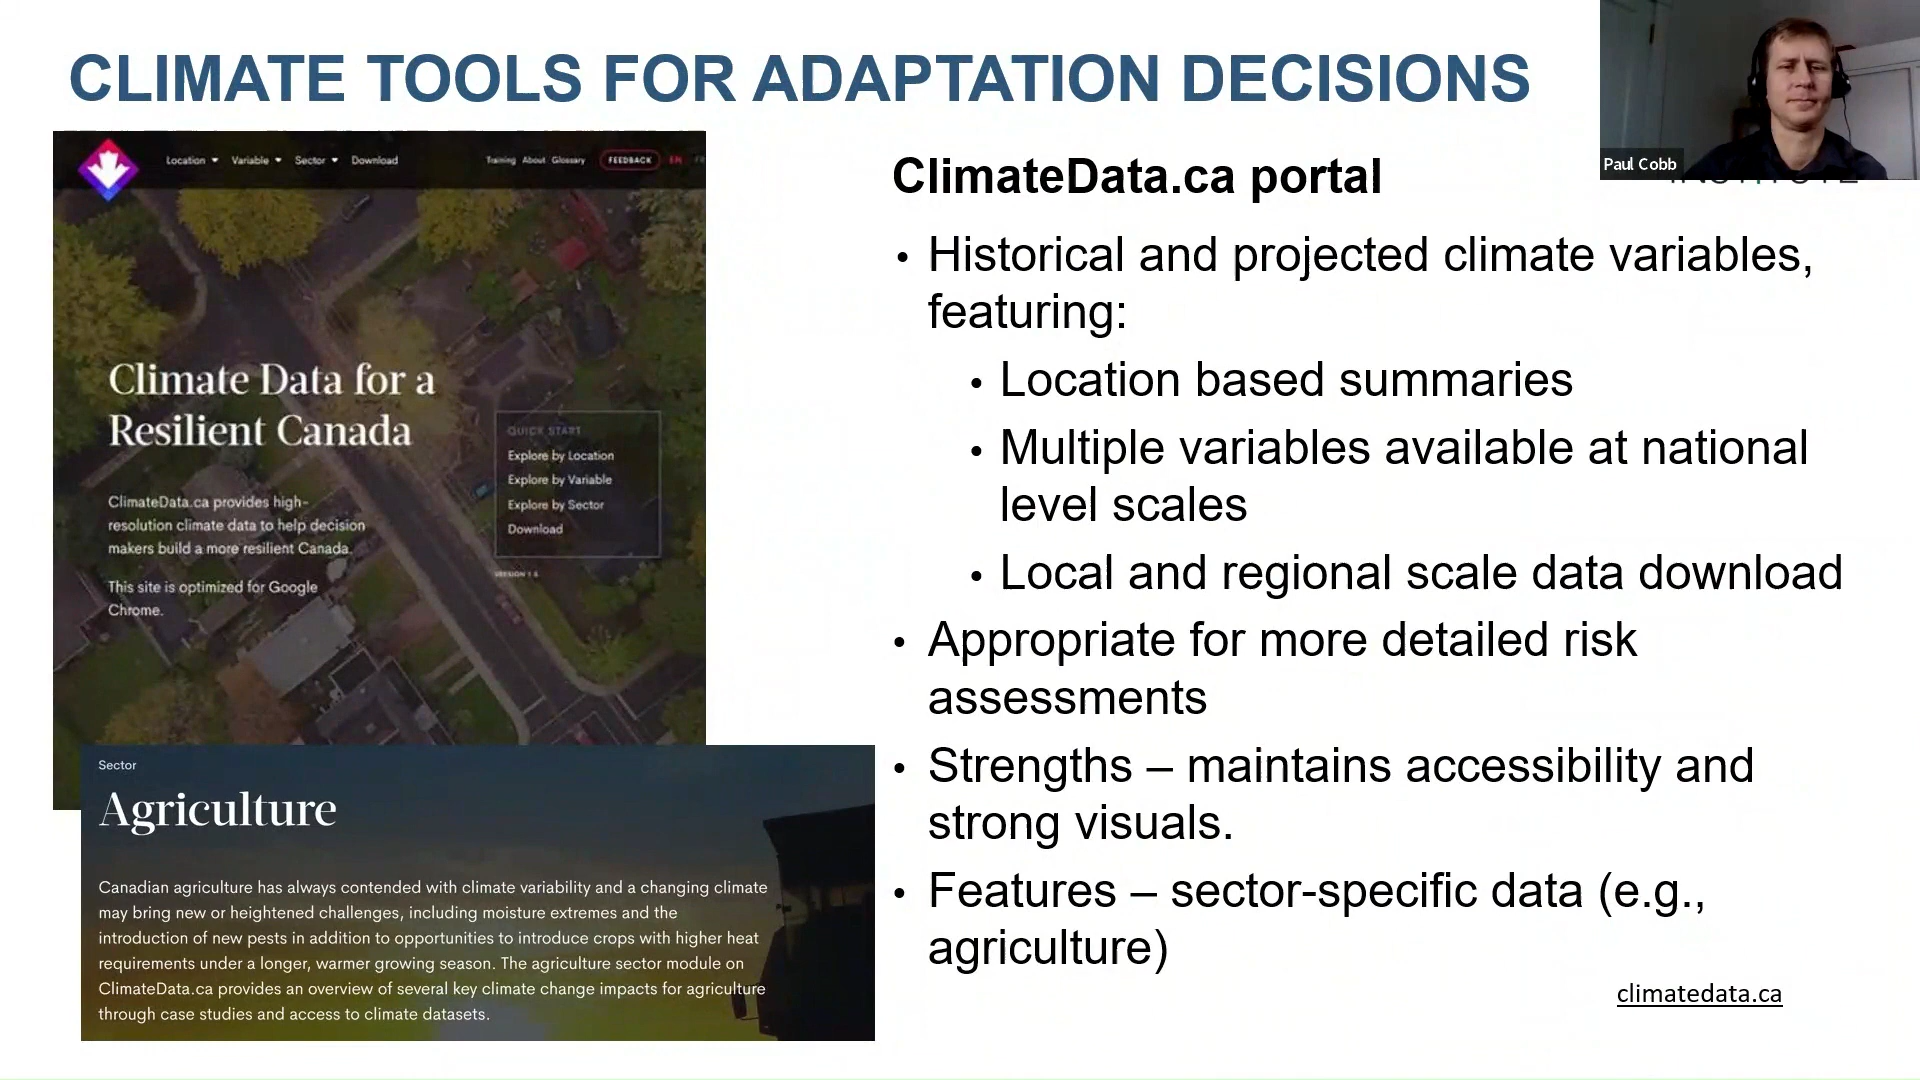 CLIMATE TOOLS FOR ADAPTATION DECISIONS
Paul Cobb
Location
Variable
Sector
Download
Training
About
Glossary
FEEDBACK
EN
Climate Data for a
Resilient Canada
ClimateData.ca provides high-
resolution climate data to help decision
makers build a more resilient Canada.
This site is optimized for Google
Chrome.
QUICK START
Explore by Location
Explore by Variable
Explore by Sector
Download
Sector
Agriculture
Canadian agriculture has always contended with climate variability and a changing climate
may bring new or heightened challenges, including moisture extremes and the
introduction of new pests in addition to opportunities to introduce crops with higher heat
requirements under a longer, warmer growing season. The agriculture sector module on
ClimateData.ca provides an overview of several key climate change impacts for agriculture
through case studies and access to climate datasets.
ClimateData.ca portal
• Historical and projected climate variables,
featuring:
• Location based summaries
• Multiple variables available at national
level scales
• Local and regional scale data download
• Appropriate for more detailed risk
assessments
• Strengths – maintains accessibility and
strong visuals.
• Features – sector-specific data (e.g.,
agriculture)
climatedata.ca